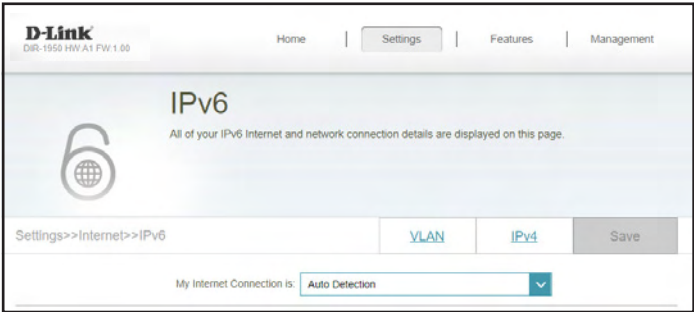 D-Link
DIR-1950 HW:A1 FW:1.00
Home | Settings | Features | Management
IPv6
All of your IPv6 Internet and network connection details are displayed on this page.
Settings>>Internet>>IPv6
VLAN
IPv4
Save
My Internet Connection is: Auto Detection